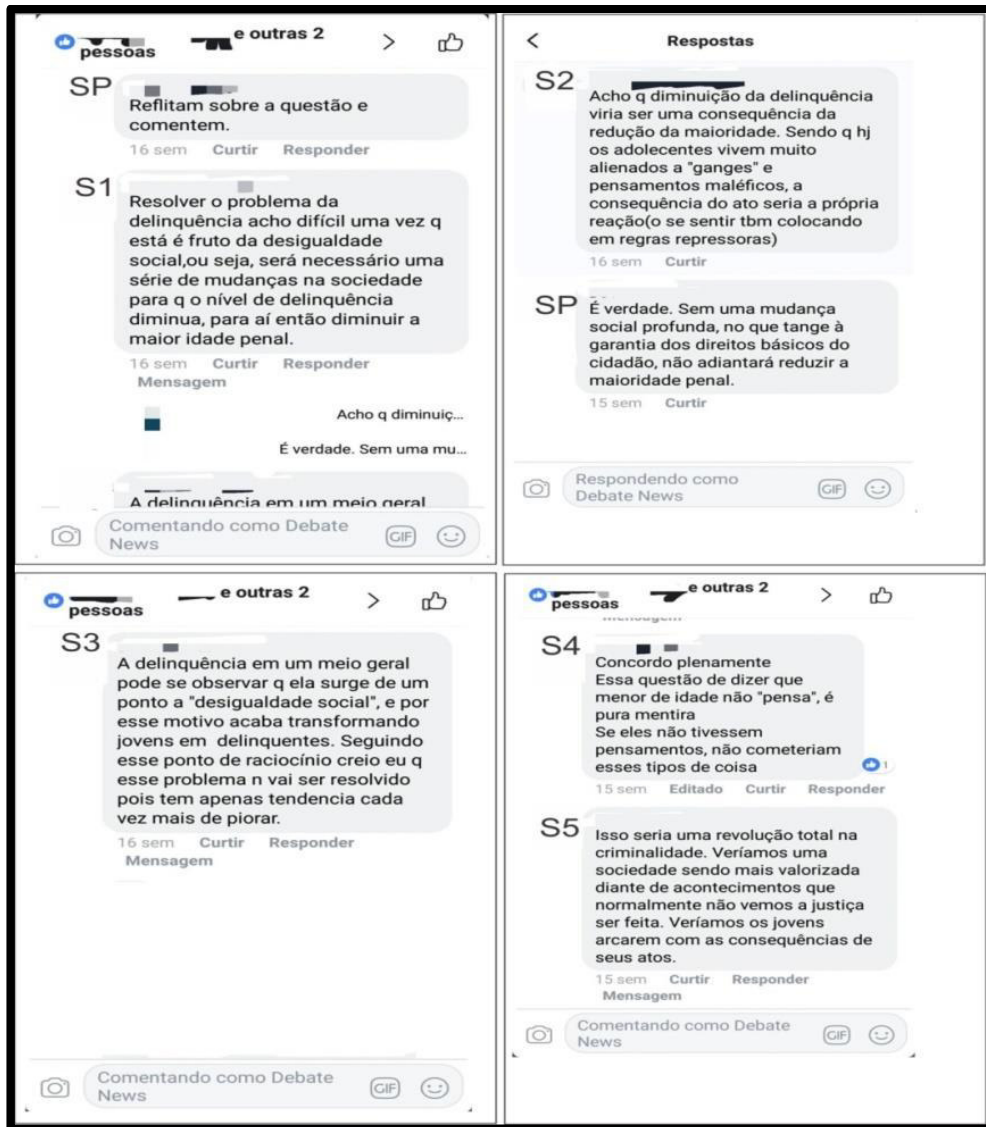 e outras 2
pessoas
SP
Reflitam sobre a questão e
comentem.
16 sem Curtir Responder
S1
Resolver o problema da
delinquência acho difícil uma vez q
está é fruto da desigualdade
social,ou seja, será necessário uma
série de mudanças na sociedade
para q o nível de delinquência
diminua, para aí então diminuir a
maior idade penal.
16 sem Curtir Responder
Mensagem
Acho q diminuiç...
É verdade. Sem uma mu...
A delinquência em um meio geral
Comentando como Debate
News
GIF
Respostas
S2
Acho q diminuição da delinquência
viria ser uma consequência da
redução da maioridade. Sendo q hj
os adolecentes vivem muito
alienados a "ganges" e
pensamentos maléficos, a
consequência do ato seria a própria
reação(o se sentir tbm colocando
em regras repressoras)
16 sem Curtir
SP
É verdade. Sem uma mudança
social profunda, no que tange à
garantia dos direitos básicos do
cidadão, não adiantará reduzir a
maioridade penal.
15 sem Curtir
Respondendo como
Debate News
GIF
e outras 2
pessoas
S3
A delinquência em um meio geral
pode se observar q ela surge de um
ponto a "desigualdade social", e por
esse motivo acaba transformando
jovens em delinquentes. Seguindo
esse ponto de raciocínio creio eu q
esse problema n vai ser resolvido
pois tem apenas tendencia cada
vez mais de piorar.
16 sem Curtir Responder
Mensagem
Comentando como Debate
News
GIF
e outras 2
pessoas
Mensagem
S4
Concordo plenamente
Essa questão de dizer que
menor de idade não "pensa", é
pura mentira
Se eles não tivessem
pensamentos, não cometeriam
esses tipos de coisa
1
15 sem Editado Curtir Responder
S5
Isso seria uma revolução total na
criminalidade. Veríamos uma
sociedade sendo mais valorizada
diante de acontecimentos que
normalmente não vemos a justiça
ser feita. Veríamos os jovens
arcarem com as consequências de
seus atos.
15 sem Curtir Responder
Mensagem
Comentando como Debate
News
GIF